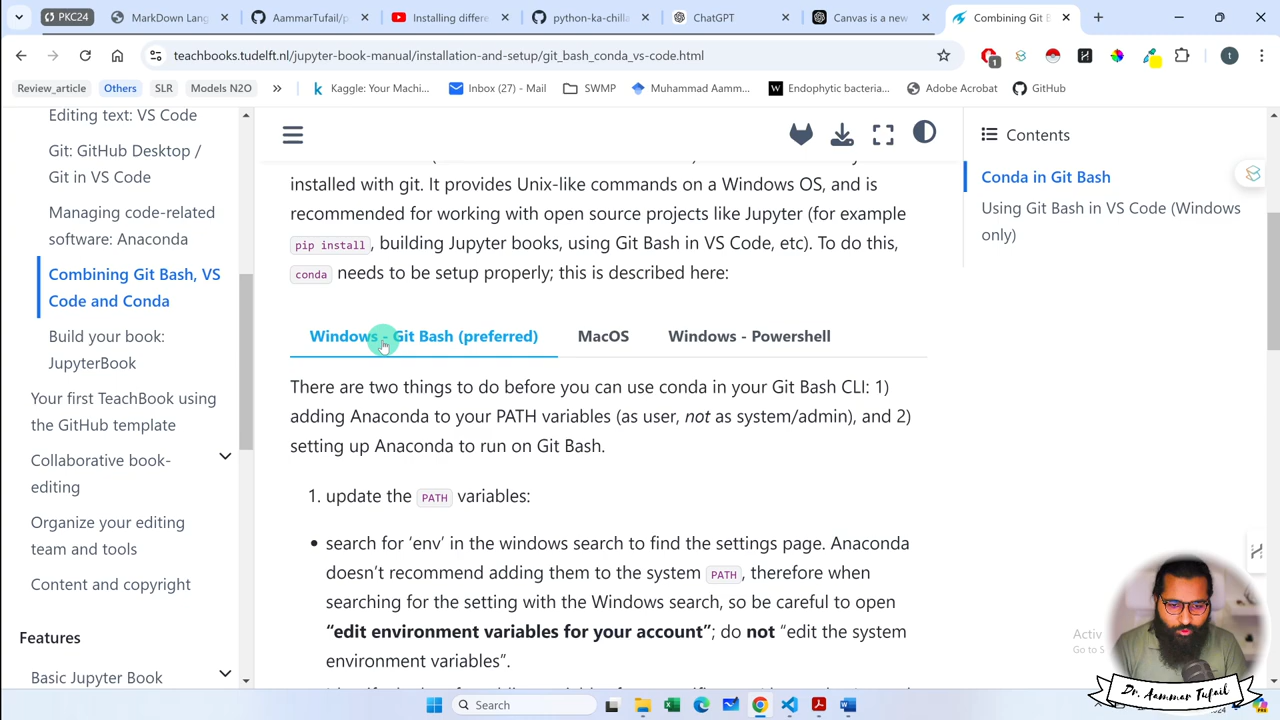 PKC24
MarkDown Lang
AammarTufail/p
Installing differe
python-ka-chilla
ChatGPT
Canvas is a new
Combining Git B
teachbooks.tudelft.nl/jupyter-book-manual/installation-and-setup/git_bash_conda_vs-code.html
Review_article
Others
SLR
Models N2O
Kaggle: Your Machi...
Inbox (27) - Mail
SWMP
Muhammad Aamm...
Endophytic bacteria...
Adobe Acrobat
GitHub
Editing text: VS Code
Git: GitHub Desktop /
Git in VS Code
Managing code-related
software: Anaconda
Combining Git Bash, VS
Code and Conda
Build your book:
JupyterBook
Your first TeachBook using
the GitHub template
Collaborative book-
editing
Organize your editing
team and tools
Content and copyright
Features
Basic Jupyter Book
installed with git. It provides Unix-like commands on a Windows OS, and is
recommended for working with open source projects like Jupyter (for example
pip install, building Jupyter books, using Git Bash in VS Code, etc). To do this,
conda needs to be setup properly; this is described here:
Windows - Git Bash (preferred)
MacOS
Windows - Powershell
There are two things to do before you can use conda in your Git Bash CLI: 1)
adding Anaconda to your PATH variables (as user, not as system/admin), and 2)
setting up Anaconda to run on Git Bash.
1. update the PATH variables:
• search for ‘env’ in the windows search to find the settings page. Anaconda
doesn’t recommend adding them to the system PATH, therefore when
searching for the setting with the Windows search, so be careful to open
“edit environment variables for your account”; do not “edit the system
environment variables”.
Contents
Conda in Git Bash
Using Git Bash in VS Code (Windows
only)
Activ
Go to S
Dr. Aammar Tufail
Search